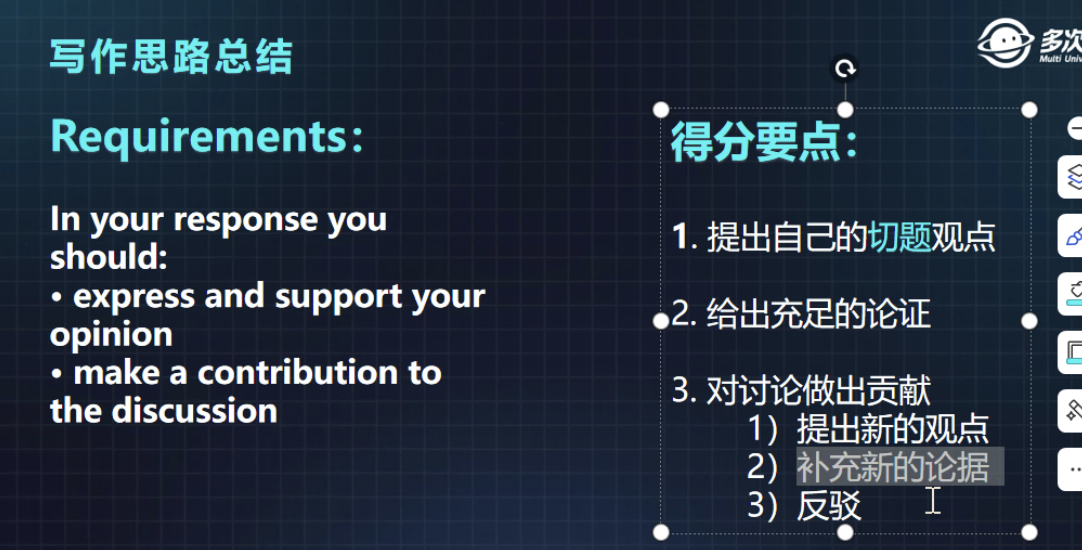 写作思路总结
多次
Multi Univ
Requirements:
In your response you
should:
• express and support your
opinion
• make a contribution to
the discussion
得分要点：
1. 提出自己的切题观点
2. 给出充足的论证
3. 对讨论做出贡献
1）提出新的观点
2）补充新的论据
3）反驳